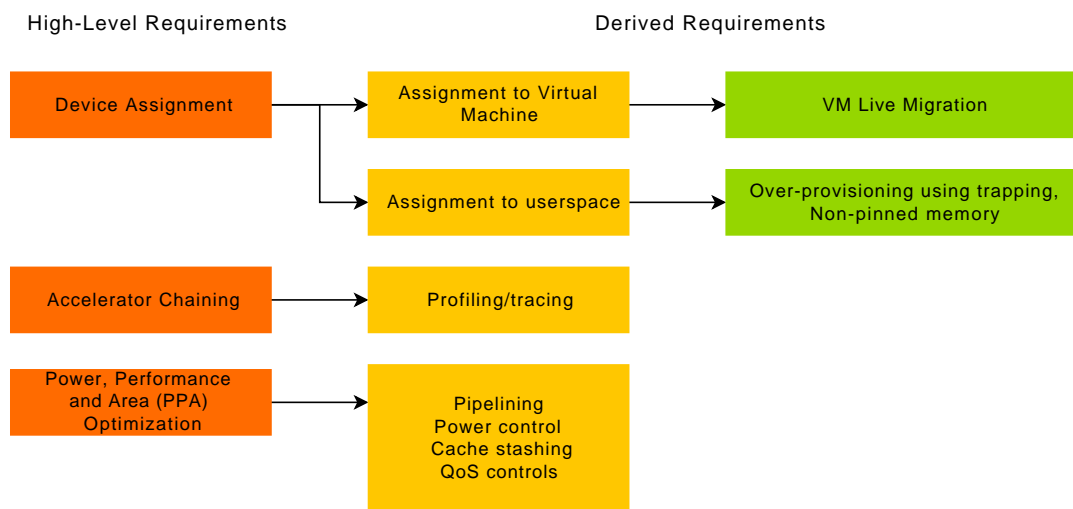 High-Level Requirements
Derived Requirements
Device Assignment
Assignment to Virtual
Machine
VM Live Migration
Assignment to userspace
Over-provisioning using trapping,
Non-pinned memory
Accelerator Chaining
Profiling/tracing
Power, Performance
and Area (PPA)
Optimization
Pipelining
Power control
Cache stashing
QoS controls